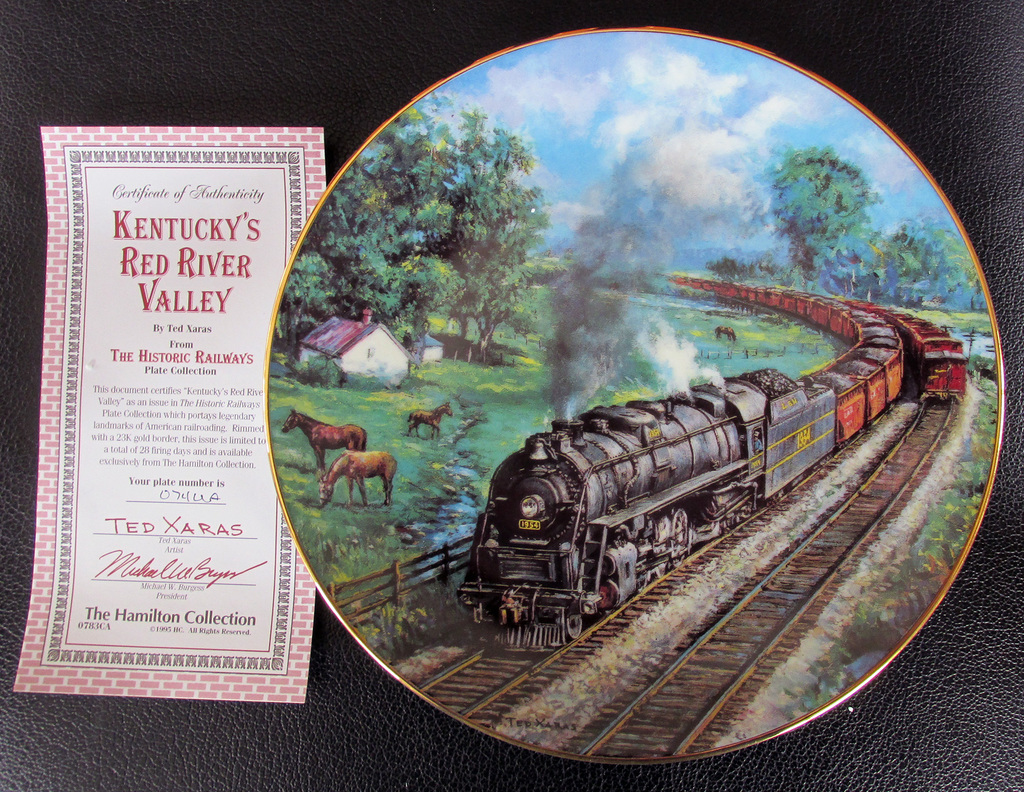 Certificate of Authenticity
KENTUCKY'S
RED RIVER
VALLEY
By Ted Xaras
From
THE HISTORIC RAILWAYS
Plate Collection
This document certifies "Kentucky's Red Rive
Valley" as an issue in The Historic Railways
Plate Collection which portays legendary
landmarks of American railroading. Rimmed
with a 23K gold border, this issue is limited to
a total of 28 firing days and is available
exclusively from The Hamilton Collection.
Your plate number is
TED XARAS
Ted Xaras
Artist
Michael W. Burgess
Michael W. Burgess
President
The Hamilton Collection
0783CA
©1995 HC. All Rights Reserved.
1954
1954
TED XARAS